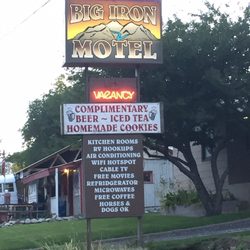 BIG IRON
MOTEL
VACANCY
COMPLIMENTARY
BEER ~ ICED TEA
HOMEMADE COOKIES
KITCHEN ROOMS
RV HOOKUPS
AIR CONDITIONING
WIFI HOTSPOT
CABLE TV
FREE MOVIES
REFRIGERATOR
MICROWAVES
FREE COFFEE
HORSES &
DOGS OK